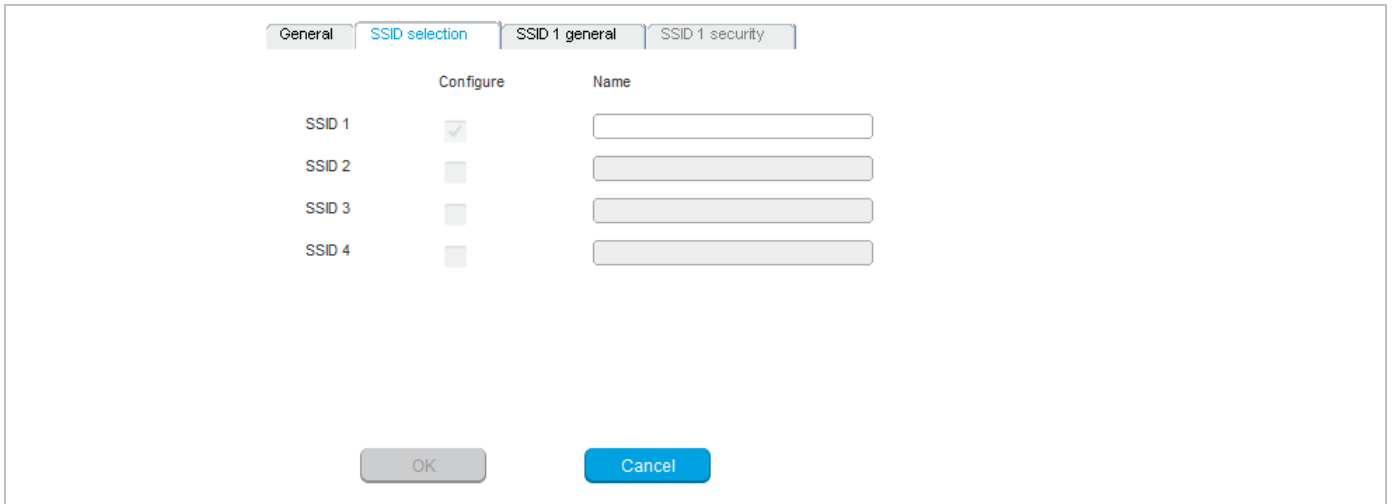 General SSID selection SSID 1 general SSID 1 security
Configure Name
SSID 1
SSID 2
SSID 3
SSID 4
OK Cancel